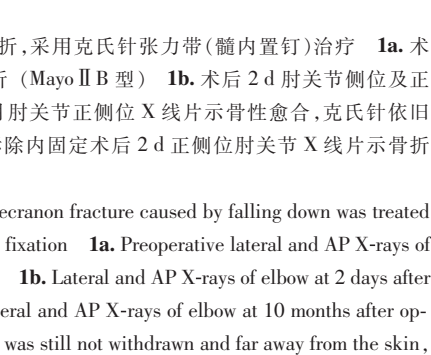 折,采用克氏针张力带(髓内置钉)治疗 1a. 术
折 (Mayo Ⅱ B 型) 1b. 术后 2 d 肘关节侧位及正
肘关节正侧位 X 线片示骨性愈合,克氏针依旧
除内固定术后 2 d 正侧位肘关节 X 线片示骨折
ecranon fracture caused by falling down was treated
fixation 1a. Preoperative lateral and AP X-rays of
1b. Lateral and AP X-rays of elbow at 2 days after
eral and AP X-rays of elbow at 10 months after op-
was still not withdrawn and far away from the skin,